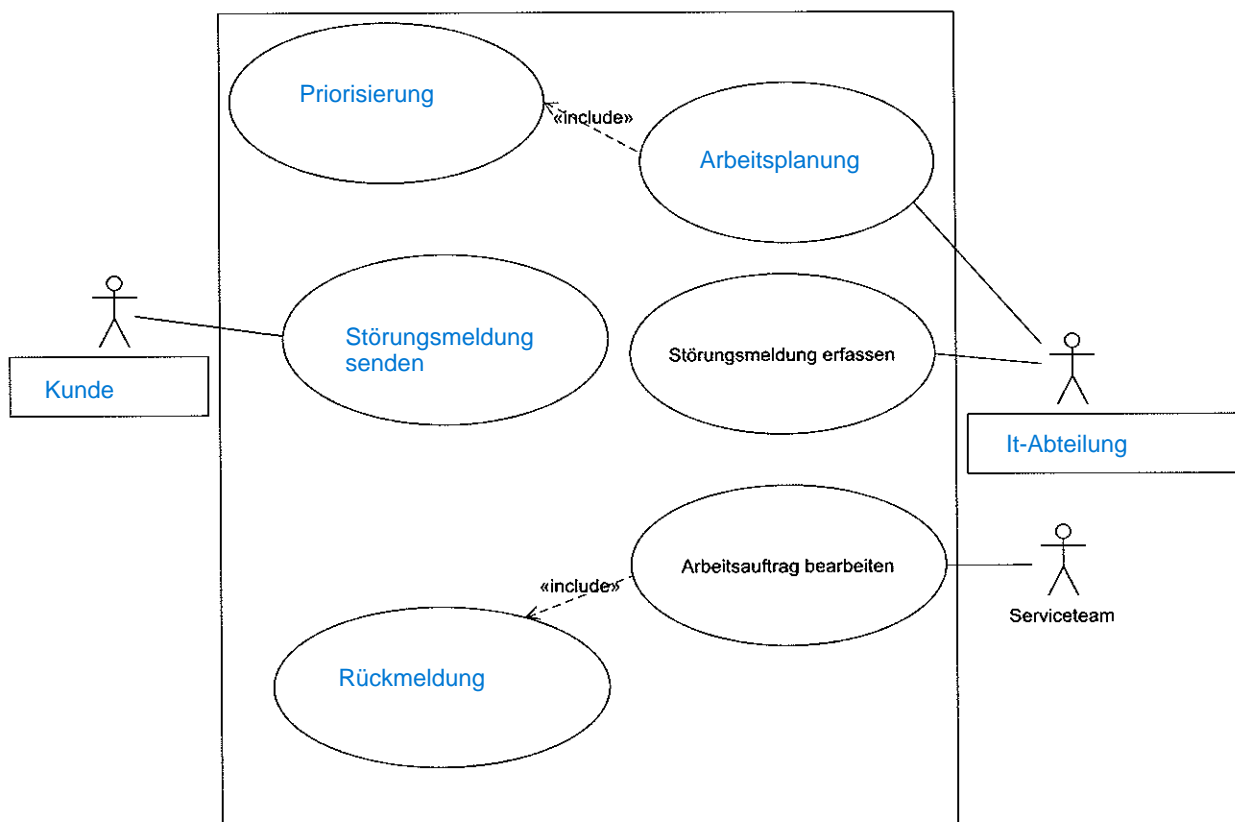 Priorisierung
«include»
Arbeitsplanung
Störungsmeldung
senden
Störungsmeldung erfassen
Kunde
It-Abteilung
Arbeitsauftrag bearbeiten
«include»
Serviceteam
Rückmeldung